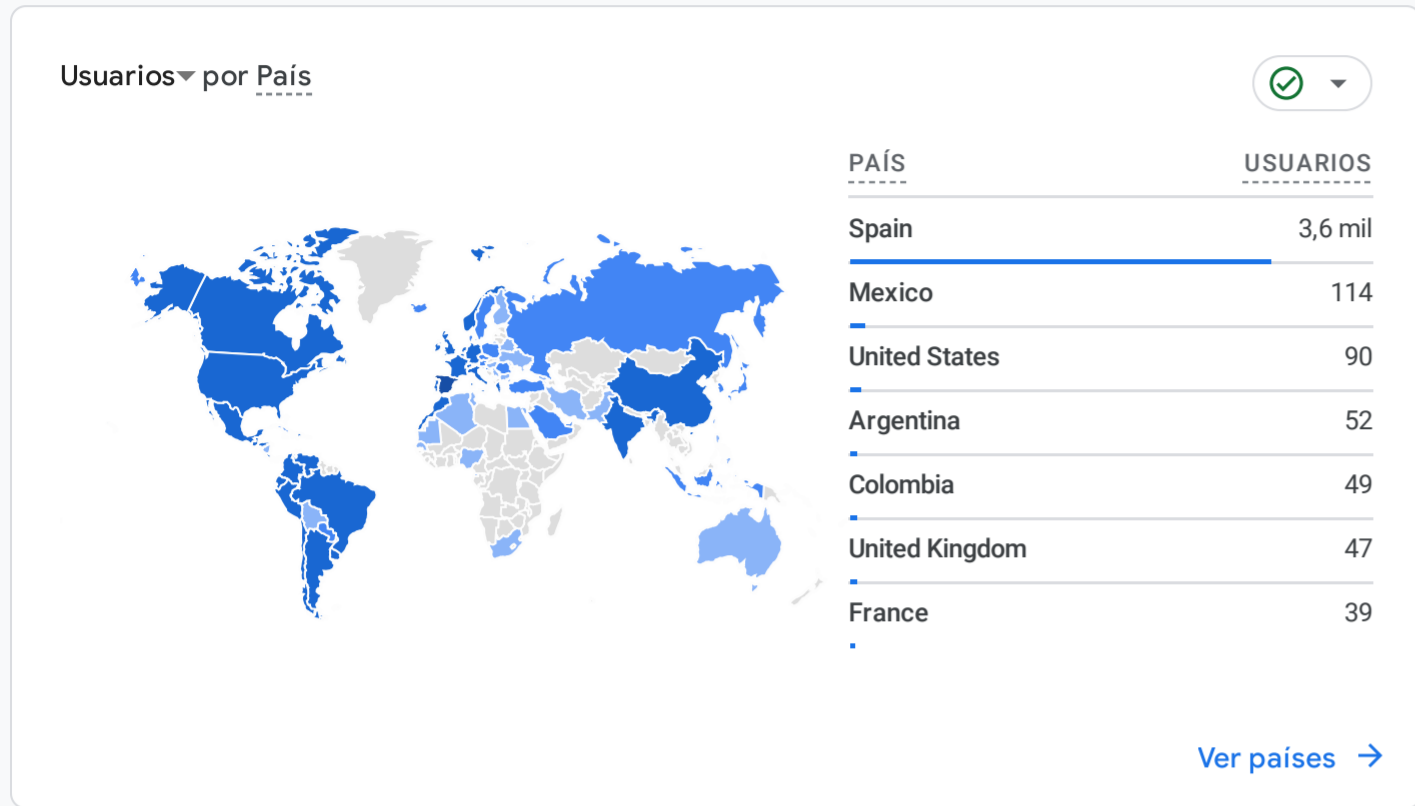 Usuarios por País
PAÍS USUARIOS
Spain 3,6 mil
Mexico 114
United States 90
Argentina 52
Colombia 49
United Kingdom 47
France 39
Ver países